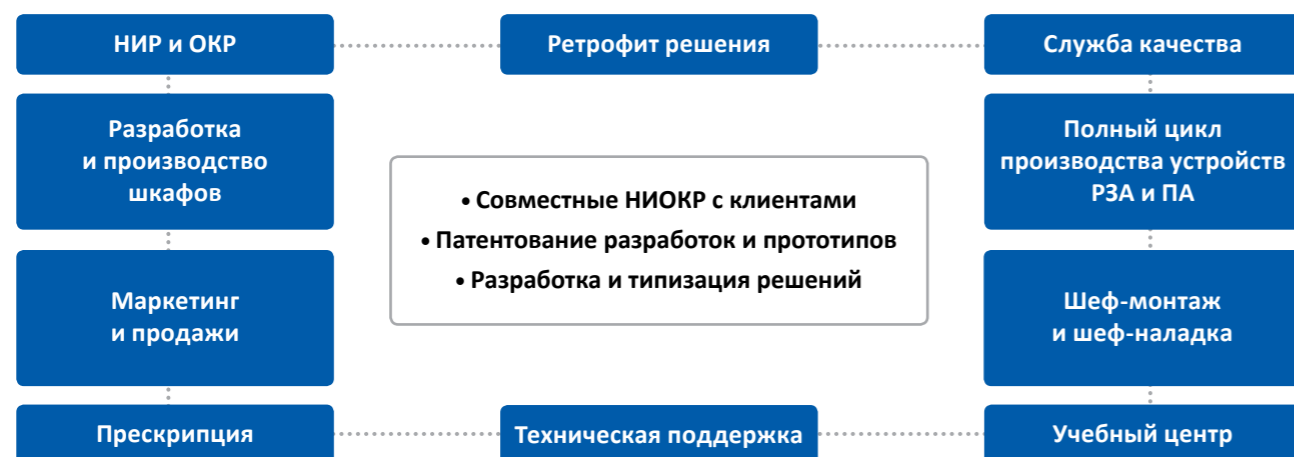 НИР и ОКР
Ретрофит решения
Служба качества
Разработка
и производство
шкафов
Полный цикл
производства устройств
РЗА и ПА
• Совместные НИОКР с клиентами
• Патентование разработок и прототипов
• Разработка и типизация решений
Маркетинг
и продажи
Шеф-монтаж
и шеф-наладка
Прескрипция
Техническая поддержка
Учебный центр